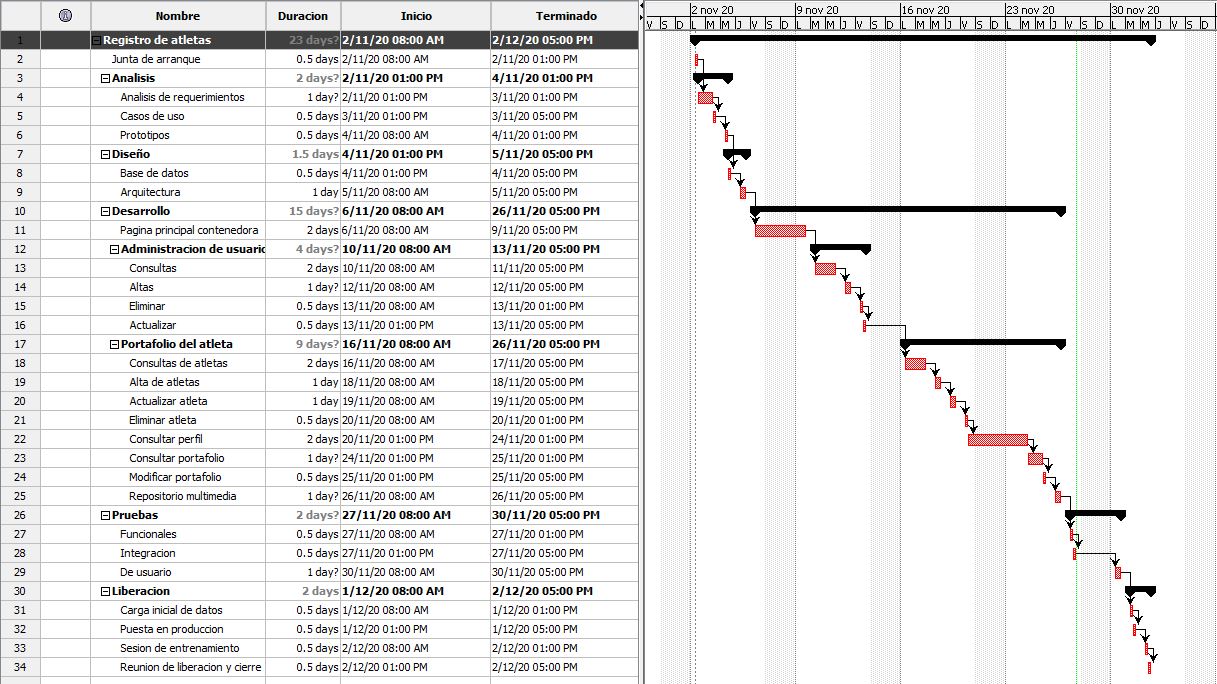 Nombre Duracion Inicio Terminado
2 nov 20 9 nov 20 16 nov 20 23 nov 20 30 nov 20
V S D L M M J V S D L M M J V S D L M M J V S D L M M J V S D L M M J V S D
1 Registro de atletas 23 days? 2/11/20 08:00 AM 2/12/20 05:00 PM
2 Junta de arranque 0.5 days 2/11/20 08:00 AM 2/11/20 01:00 PM
3 Analisis 2 days? 2/11/20 01:00 PM 4/11/20 01:00 PM
4 Analisis de requerimientos 1 day? 2/11/20 01:00 PM 3/11/20 01:00 PM
5 Casos de uso 0.5 days 3/11/20 01:00 PM 3/11/20 05:00 PM
6 Prototipos 0.5 days 4/11/20 08:00 AM 4/11/20 01:00 PM
7 Diseño 1.5 days 4/11/20 01:00 PM 5/11/20 05:00 PM
8 Base de datos 0.5 days 4/11/20 01:00 PM 4/11/20 05:00 PM
9 Arquitectura 1 day 5/11/20 08:00 AM 5/11/20 05:00 PM
10 Desarrollo 15 days? 6/11/20 08:00 AM 26/11/20 05:00 PM
11 Pagina principal contenedora 2 days 6/11/20 08:00 AM 9/11/20 05:00 PM
12 Administracion de usuaric 4 days? 10/11/20 08:00 AM 13/11/20 05:00 PM
13 Consultas 2 days 10/11/20 08:00 AM 11/11/20 05:00 PM
14 Altas 1 day? 12/11/20 08:00 AM 12/11/20 05:00 PM
15 Eliminar 0.5 days 13/11/20 08:00 AM 13/11/20 01:00 PM
16 Actualizar 0.5 days 13/11/20 01:00 PM 13/11/20 05:00 PM
17 Portafolio del atleta 9 days? 16/11/20 08:00 AM 26/11/20 05:00 PM
18 Consultas de atletas 2 days 16/11/20 08:00 AM 17/11/20 05:00 PM
19 Alta de atletas 1 day 18/11/20 08:00 AM 18/11/20 05:00 PM
20 Actualizar atleta 1 day 19/11/20 08:00 AM 19/11/20 05:00 PM
21 Eliminar atleta 0.5 days 20/11/20 08:00 AM 20/11/20 01:00 PM
22 Consultar perfil 2 days 20/11/20 01:00 PM 24/11/20 01:00 PM
23 Consultar portafolio 1 day? 24/11/20 01:00 PM 25/11/20 01:00 PM
24 Modificar portafolio 0.5 days 25/11/20 01:00 PM 25/11/20 05:00 PM
25 Repositorio multimedia 1 day? 26/11/20 08:00 AM 26/11/20 05:00 PM
26 Pruebas 2 days? 27/11/20 08:00 AM 30/11/20 05:00 PM
27 Funcionales 0.5 days 27/11/20 08:00 AM 27/11/20 01:00 PM
28 Integracion 0.5 days 27/11/20 01:00 PM 27/11/20 05:00 PM
29 De usuario 1 day? 30/11/20 08:00 AM 30/11/20 05:00 PM
30 Liberacion 2 days 1/12/20 08:00 AM 2/12/20 05:00 PM
31 Carga inicial de datos 0.5 days 1/12/20 08:00 AM 1/12/20 01:00 PM
32 Puesta en produccion 0.5 days 1/12/20 01:00 PM 1/12/20 05:00 PM
33 Sesion de entrenamiento 0.5 days 2/12/20 08:00 AM 2/12/20 01:00 PM
34 Reunion de liberacion y cierre 0.5 days 2/12/20 01:00 PM 2/12/20 05:00 PM